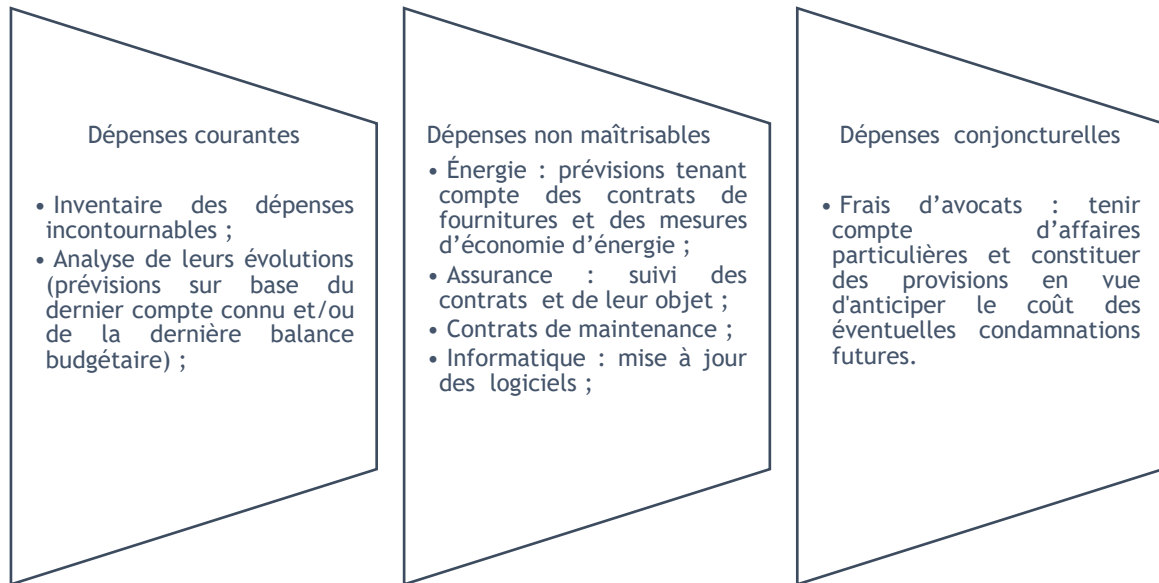 Dépenses courantes
• Inventaire des dépenses
incontournables ;
• Analyse de leurs évolutions
(prévisions sur base du
dernier compte connu et/ou
de la dernière balance
budgétaire) ;
Dépenses non maîtrisables
• Énergie : prévisions tenant
compte des contrats de
fournitures et des mesures
d’économie d’énergie ;
• Assurance : suivi des
contrats et de leur objet ;
• Contrats de maintenance ;
• Informatique : mise à jour
des logiciels ;
Dépenses conjoncturelles
• Frais d’avocats : tenir
compte d’affaires
particulières et constituer
des provisions en vue
d'anticiper le coût des
éventuelles condamnations
futures.